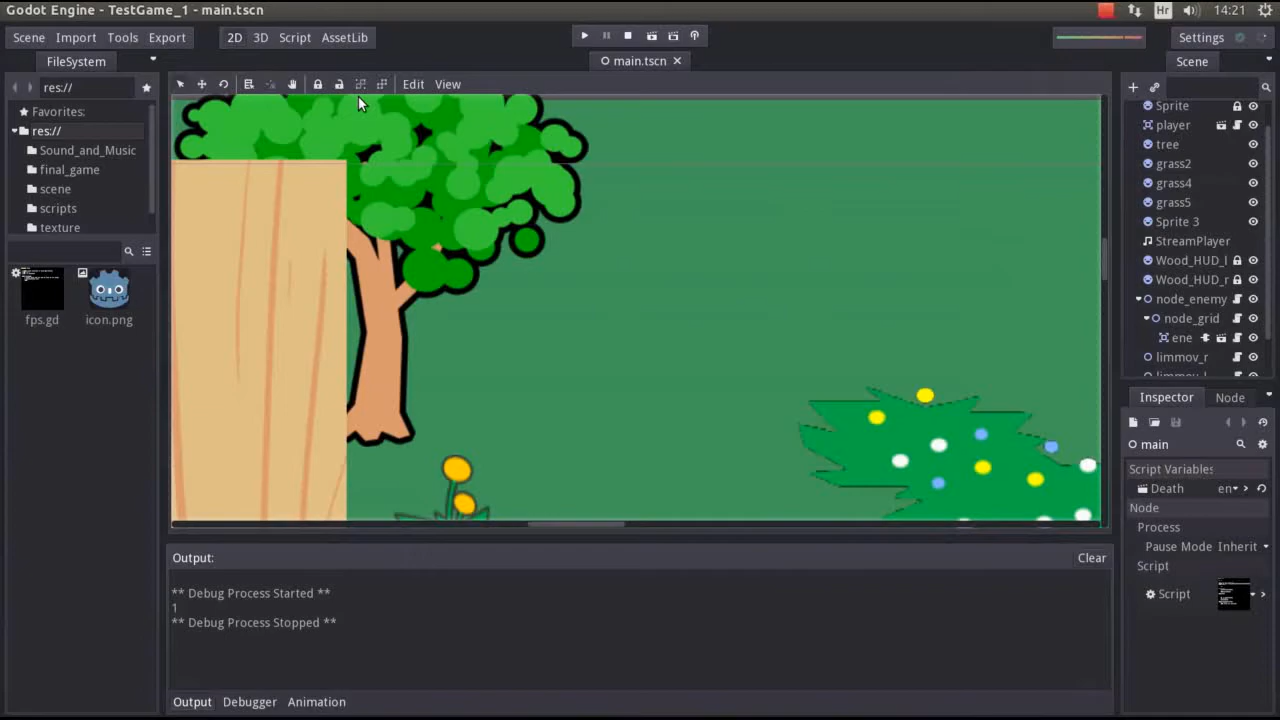 Godot Engine - TestGame_1 - main.tscn
Hr
14:21
Scene Import Tools Export
2D 3D Script AssetLib
Settings
FileSystem
main.tscn
Scene
res://
Edit View
Favorites:
res://
Sound_and_Music
final_game
scene
scripts
texture
fps.gd
icon.png
Sprite
player
tree
grass2
grass4
grass5
Sprite 3
StreamPlayer
Wood_HUD_l
Wood_HUD_r
node_enemy
node_grid
ene
limmov_r
Inspector Node
main
Script Variables
Death en
Node
Process
Pause Mode Inherit
Script
Script
Output:
Clear
** Debug Process Started **
1
** Debug Process Stopped **
Output Debugger Animation